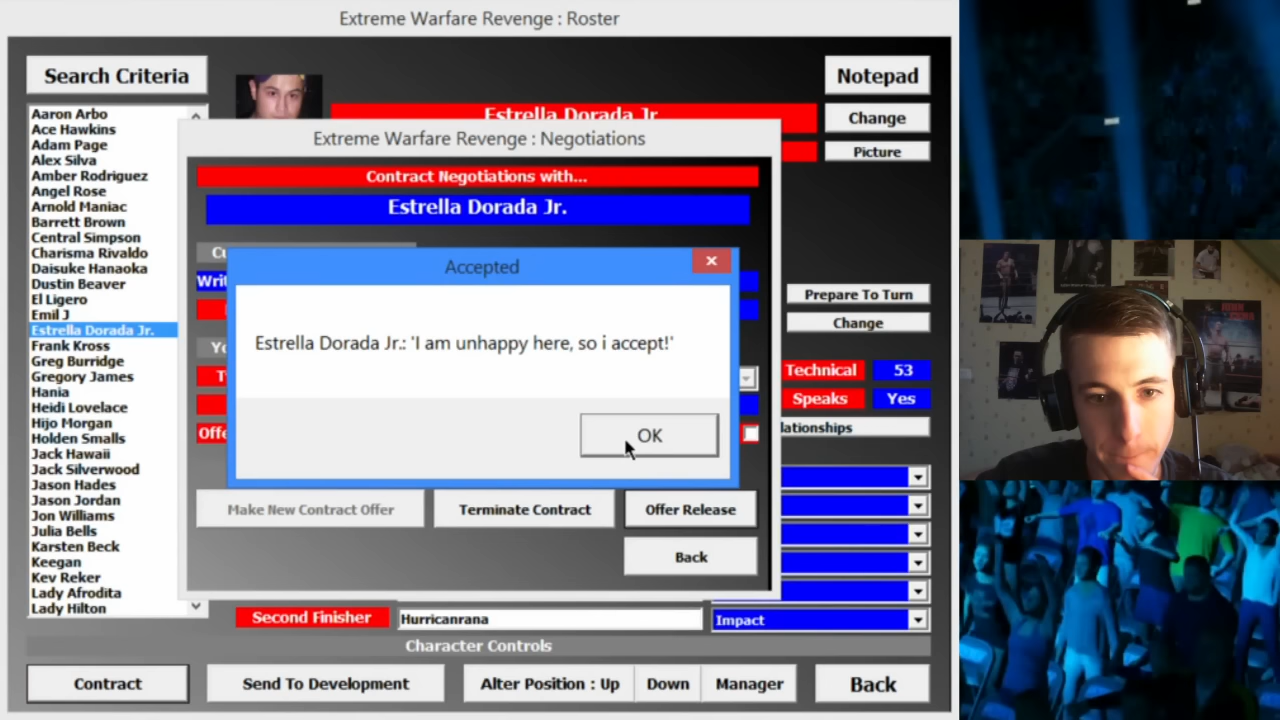 Extreme Warfare Revenge : Roster
Search Criteria
Notepad
Estrella Dorada Jr
Change
Picture
Aaron Arbo
Ace Hawkins
Adam Page
Alex Silva
Amber Rodriguez
Angel Rose
Arnold Maniac
Barrett Brown
Central Simpson
Charisma Rivaldo
Daisuke Hanaoka
Dustin Beaver
El Ligero
Emil J
Estrella Dorada Jr.
Frank Kross
Greg Burridge
Gregory James
Hania
Heidi Lovelace
Hijo Morgan
Holden Smalls
Jack Hawaii
Jack Silverwood
Jason Hades
Jason Jordan
Jon Williams
Julia Bells
Karsten Beck
Keegan
Kev Reker
Lady Afrodita
Lady Hilton
Extreme Warfare Revenge : Negotiations
Contract Negotiations with...
Estrella Dorada Jr.
Cu
Writ
Yo
T
Offe
Accepted
Estrella Dorada Jr.: 'I am unhappy here, so i accept!'
OK
Make New Contract Offer
Terminate Contract
Offer Release
Back
Prepare To Turn
Change
Technical 53
Speaks Yes
lationships
Second Finisher
Hurricanrana
Impact
Character Controls
Contract
Send To Development
Alter Position : Up
Down
Manager
Back